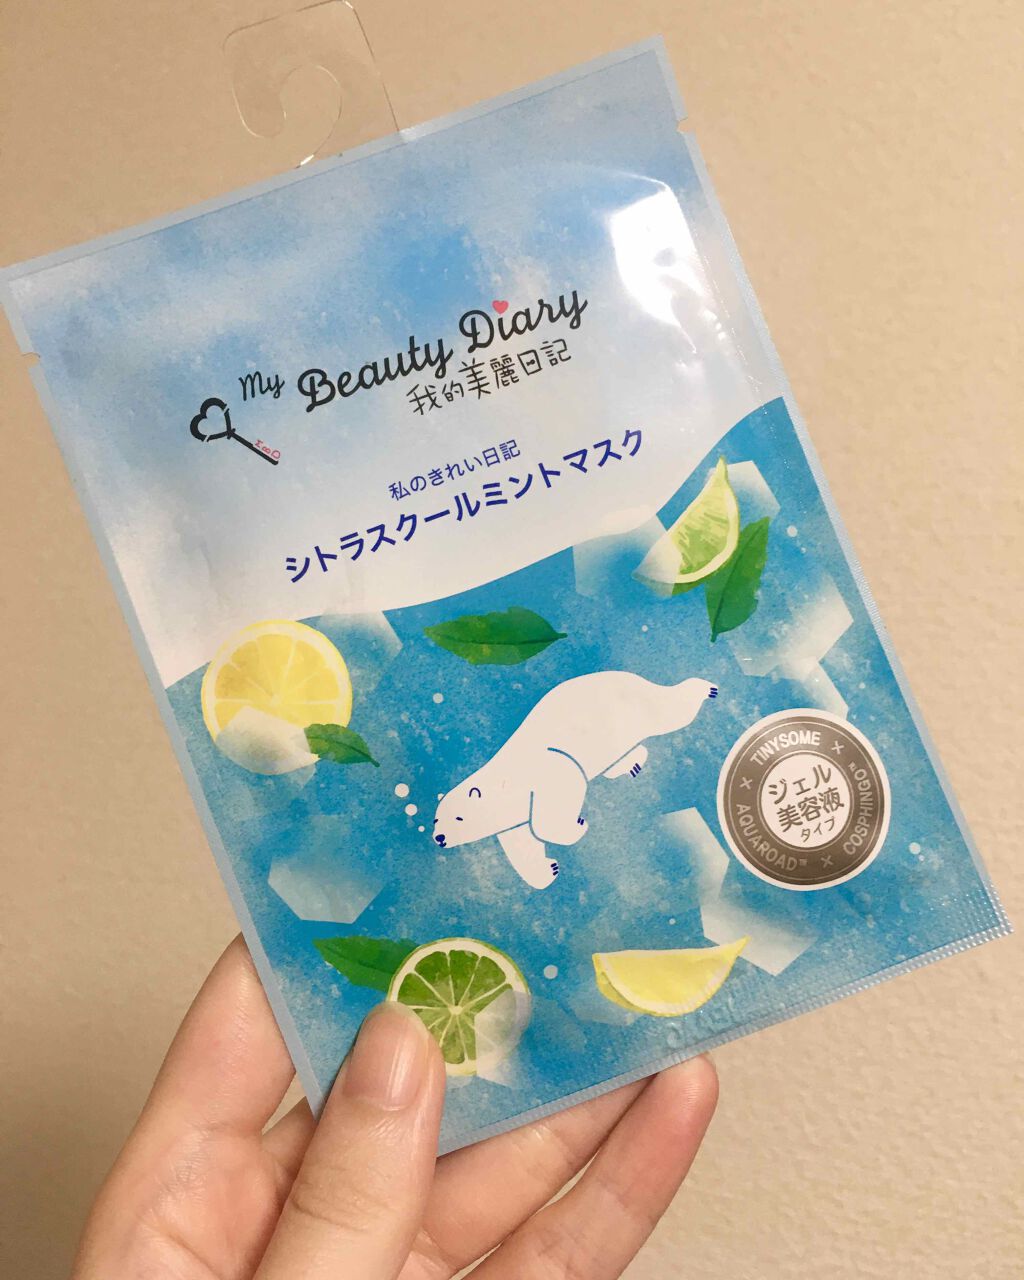 My Beauty Diary
我的美麗日記
私のきれい日記
シトラスクールミントマスク
TINYSOME × COSPHINGO™ × AQUAROAD™ ×
ジェル
美容液
タイプ